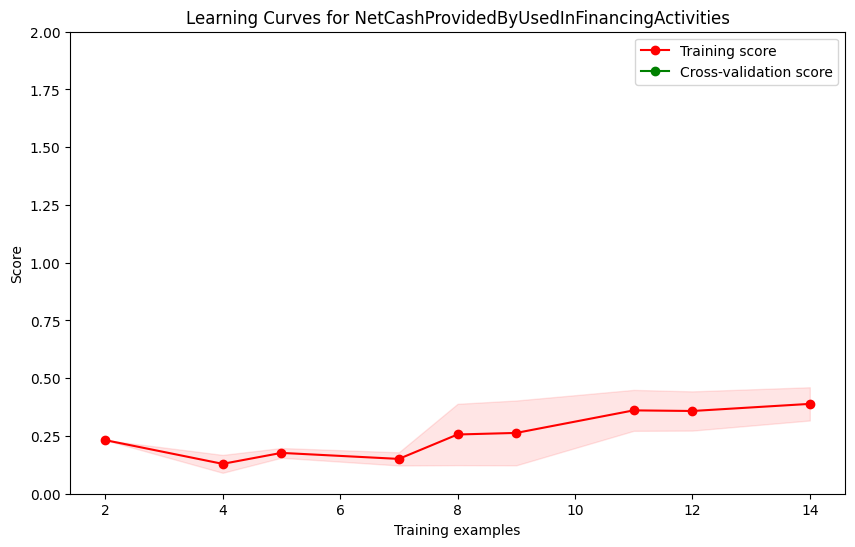 Learning Curves for NetCashProvidedByUsedInFinancingActivities
Training score
Cross-validation score
2.00
1.75
1.50
1.25
1.00
0.75
0.50
0.25
0.00
Score
2 4 6 8 10 12 14
Training examples